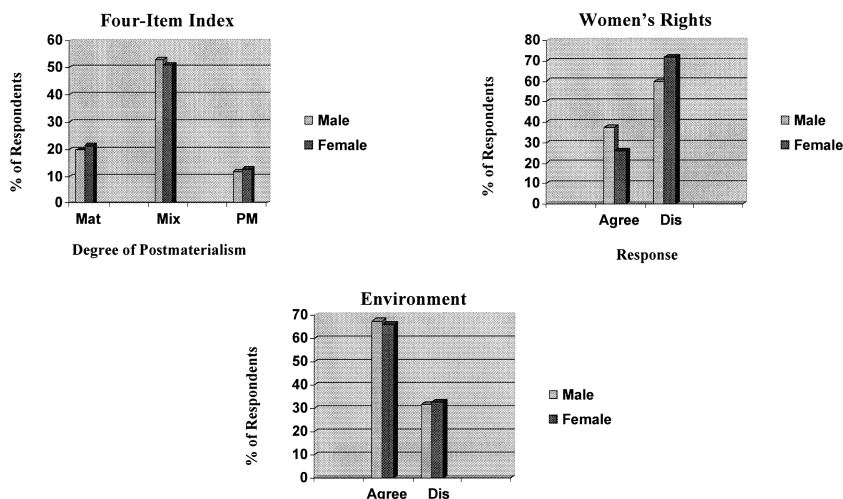 Four-Item Index
% of Respondents
60
50
40
30
20
10
0
Mat Mix PM
Degree of Postmaterialism
Male
Female
Women's Rights
% of Respondents
80
70
60
50
40
30
20
10
0
Agree Dis
Response
Male
Female
Environment
% of Respondents
70
60
50
40
30
20
10
0
Agree Dis
Male
Female